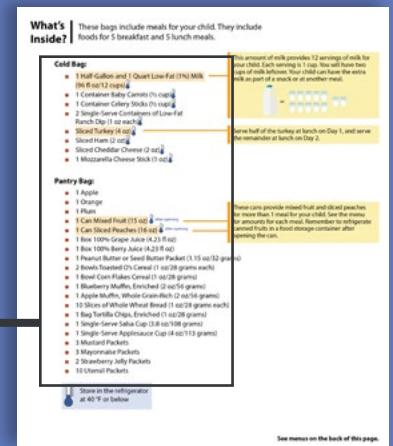 What's Inside?
These bags include meals for your child. They include
foods for 5 breakfast and 5 lunch meals.
Cold Bag:
1 Half-Gallon and 1 Quart Low-Fat (1%) Milk
(96 fl oz/12 cups)
1 Container Baby Carrots (½ cup)
1 Container Celery Sticks (½ cup)
2 Single-Serve Containers of Low-Fat
Ranch Dip (1 oz each)
Sliced Turkey (4 oz)
Sliced Ham (2 oz)
Sliced Cheddar Cheese (2 oz)
1 Mozzarella Cheese Stick (1 oz)
This amount of milk provides 12 servings of milk for
your child. Each serving is 1 cup. You will have two
cups of milk leftover. Your child can have the extra
milk as part of a snack or at another meal.
Serve half of the turkey at lunch on Day 1, and serve
the remainder at lunch on Day 2.
Pantry Bag:
1 Apple
1 Orange
1 Plum
1 Can Mixed Fruit (15 oz) after opening
1 Can Sliced Peaches (16 oz) after opening
1 Box 100% Grape Juice (4.23 fl oz)
1 Box 100% Berry Juice (4.23 fl oz)
1 Peanut Butter or Seed Butter Packet (1.15 oz/32 grams)
2 Bowls Toasted O's Cereal (1 oz/28 grams each)
1 Bowl Corn Flakes Cereal (1 oz/28 grams)
1 Blueberry Muffin, Enriched (2 oz/56 grams)
1 Apple Muffin, Whole Grain-Rich (2 oz/56 grams)
10 Slices of Whole Wheat Bread (1 oz/28 grams each)
1 Bag Tortilla Chips, Enriched (1 oz/28 grams)
1 Single-Serve Salsa Cup (3.8 oz/108 grams)
1 Single-Serve Applesauce Cup (4 oz/113 grams)
3 Mustard Packets
3 Mayonnaise Packets
2 Strawberry Jelly Packets
10 Utensil Packets
These cans provide mixed fruit and sliced peaches
for more than 1 meal for your child. See the menu
for amounts for each meal. Remember to refrigerate
canned fruits in a food storage container after
opening the can.
Store in the refrigerator
at 40 °F or below
See menus on the back of this page.